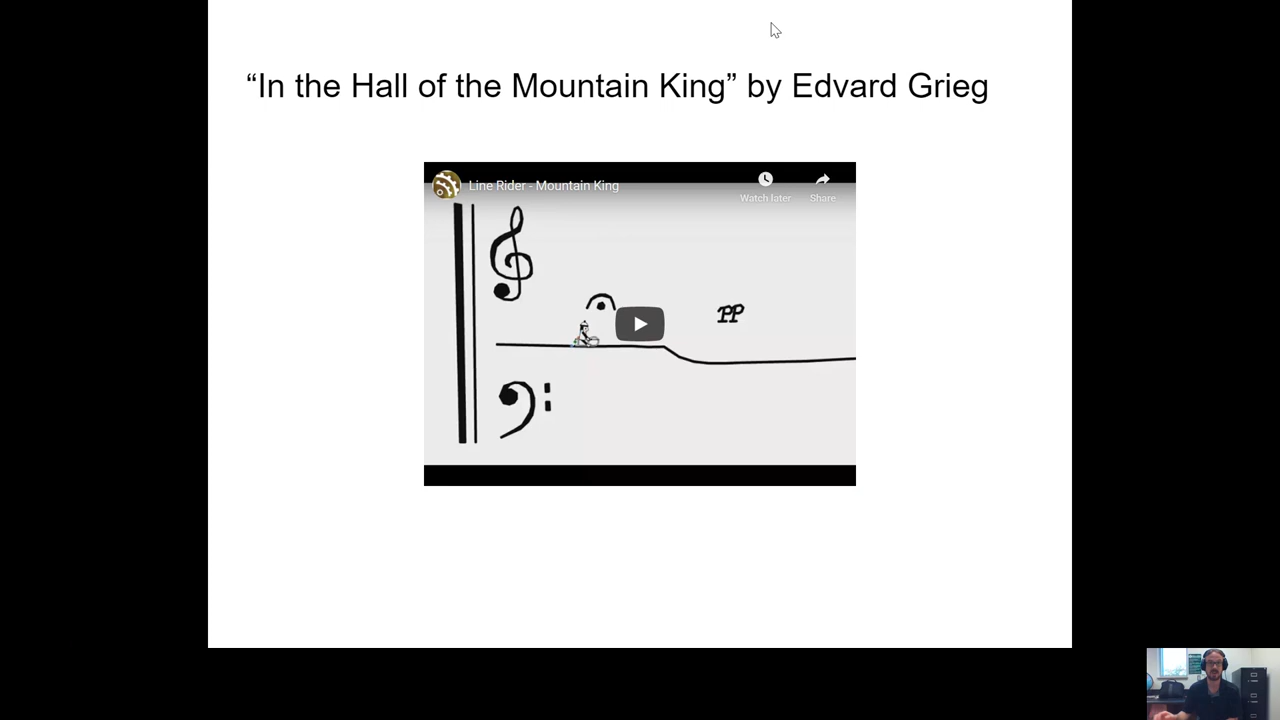 “In the Hall of the Mountain King” by Edvard Grieg
Line Rider - Mountain King
Watch later
Share
pp